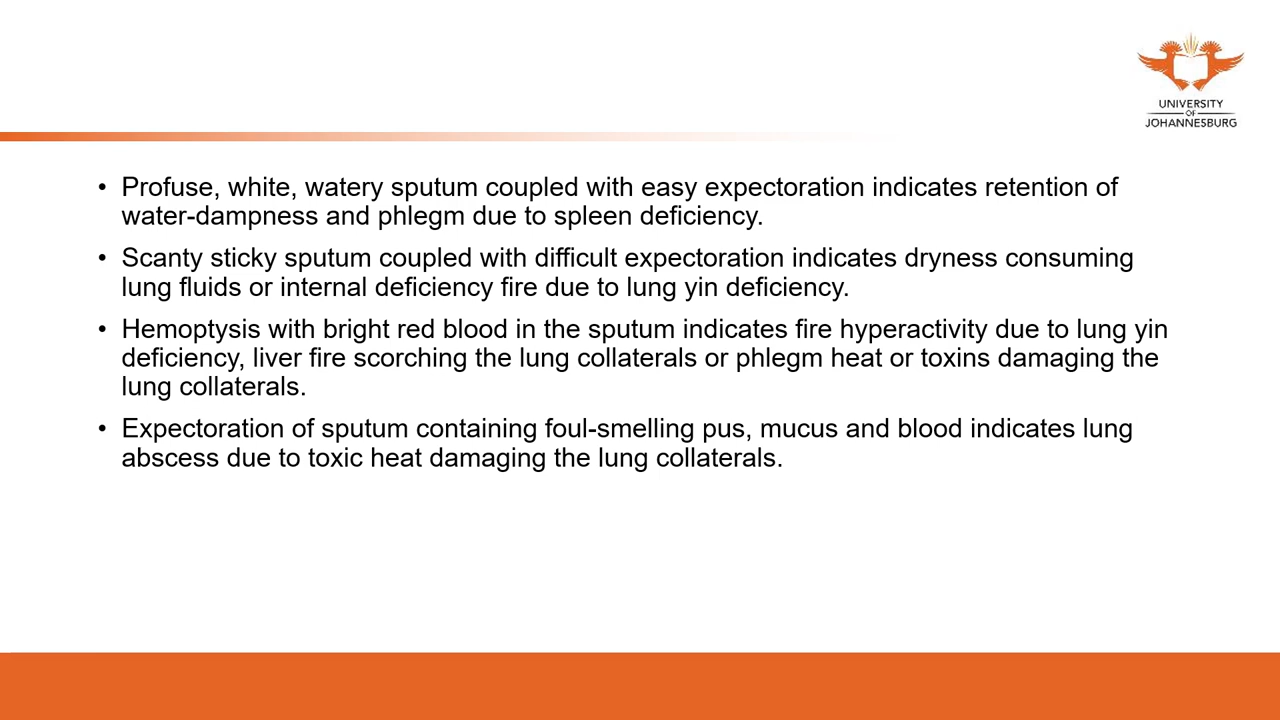 UNIVERSITY
OF
JOHANNESBURG
• Profuse, white, watery sputum coupled with easy expectoration indicates retention of
water-dampness and phlegm due to spleen deficiency.
• Scanty sticky sputum coupled with difficult expectoration indicates dryness consuming
lung fluids or internal deficiency fire due to lung yin deficiency.
• Hemoptysis with bright red blood in the sputum indicates fire hyperactivity due to lung yin
deficiency, liver fire scorching the lung collaterals or phlegm heat or toxins damaging the
lung collaterals.
• Expectoration of sputum containing foul-smelling pus, mucus and blood indicates lung
abscess due to toxic heat damaging the lung collaterals.